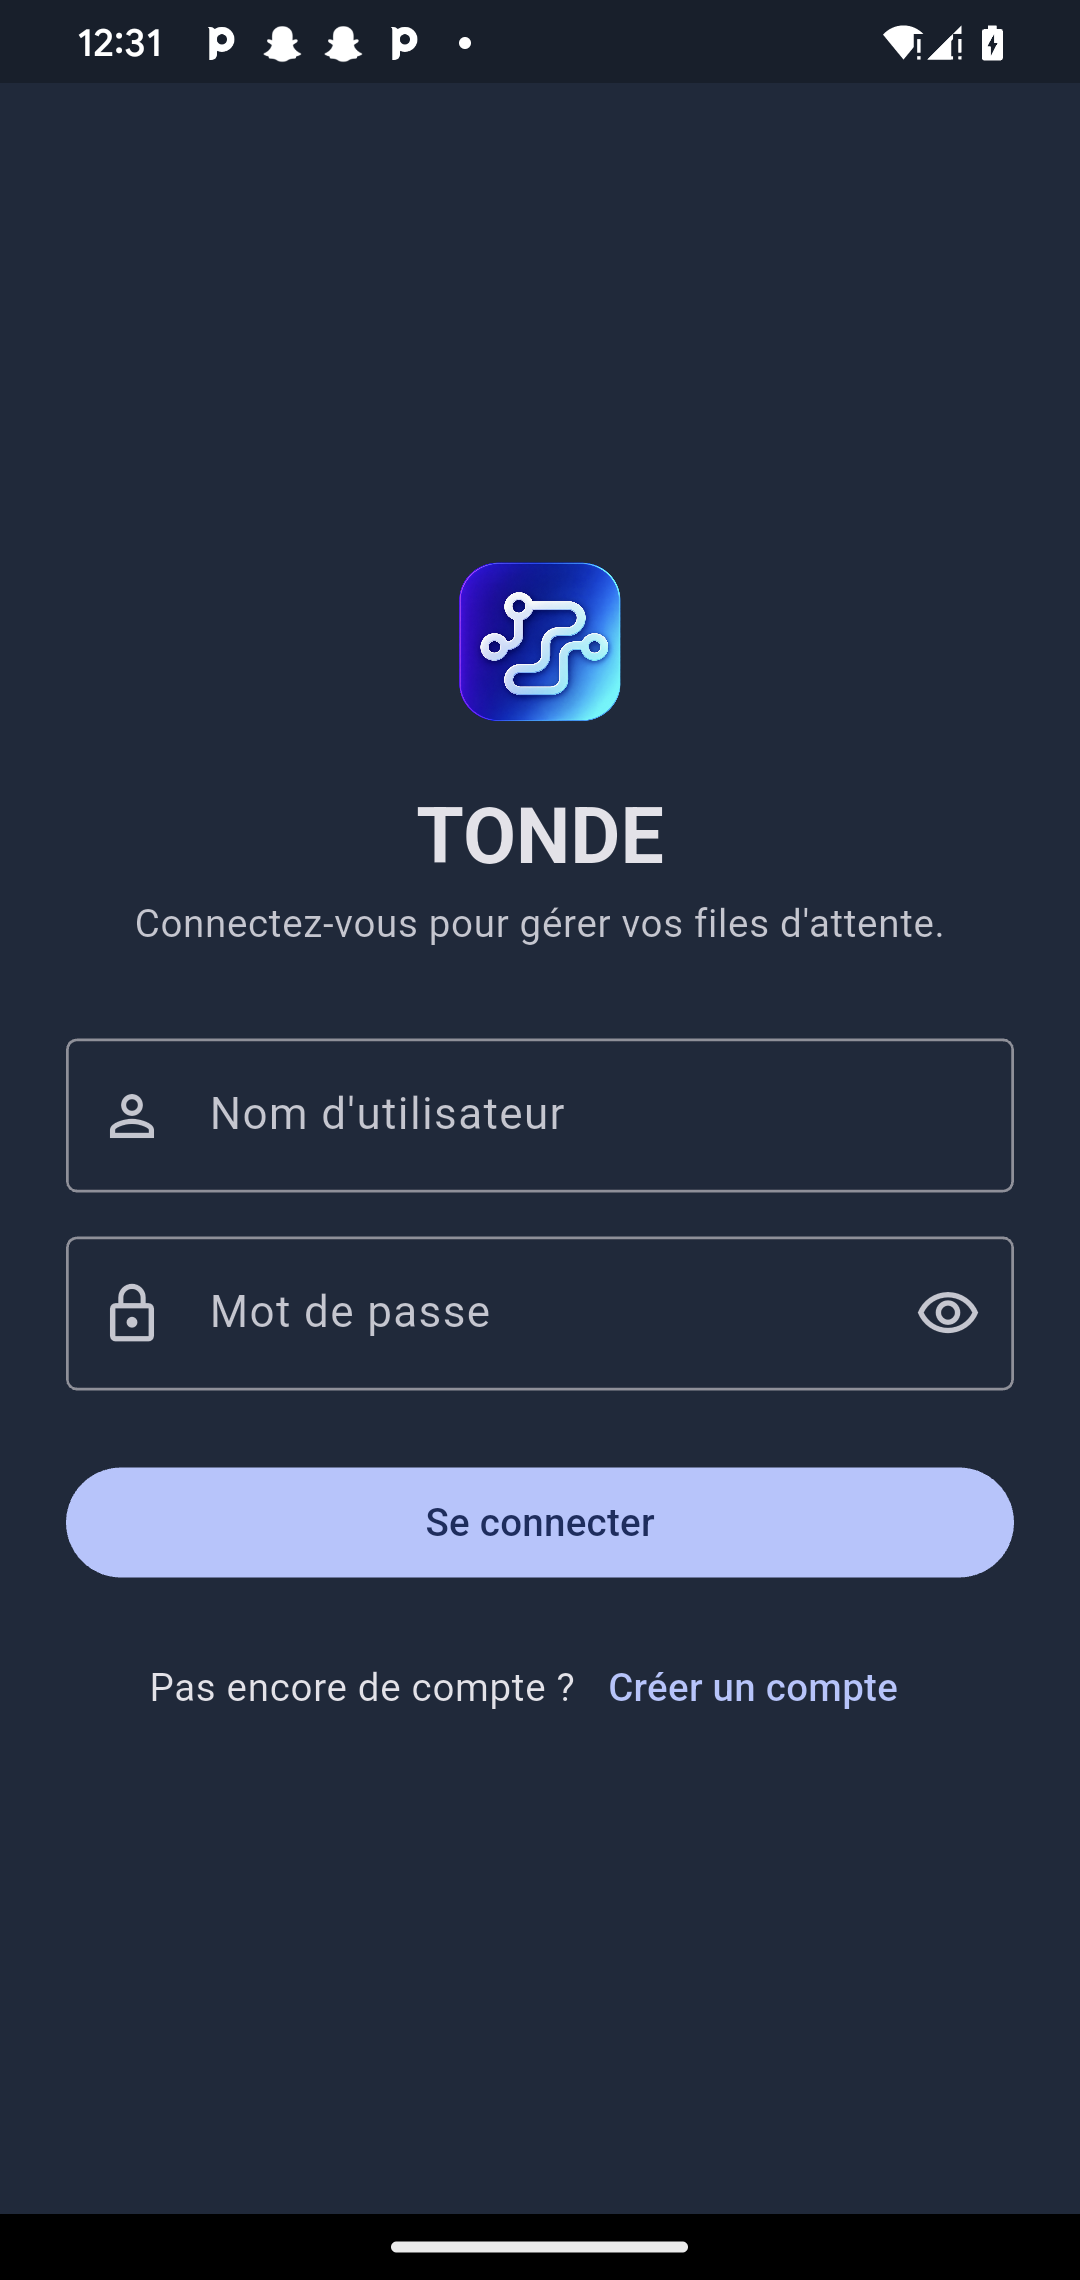 12:31
TONDE
Connectez-vous pour gérer vos files d'attente.
Nom d'utilisateur
Mot de passe
Se connecter
Pas encore de compte ? Créer un compte